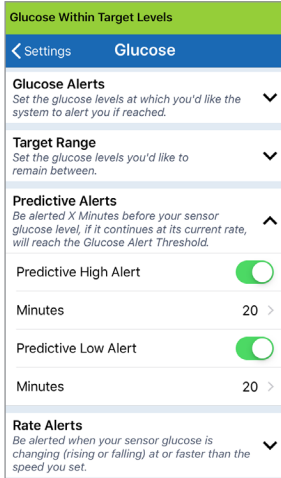 Glucose Within Target Levels
Settings
Glucose
Glucose Alerts
Set the glucose levels at which you'd like the
system to alert you if reached.
Target Range
Set the glucose levels you'd like to
remain between.
Predictive Alerts
Be alerted X Minutes before your sensor
glucose level, if it continues at its current rate,
will reach the Glucose Alert Threshold.
Predictive High Alert
Minutes 20
Predictive Low Alert
Minutes 20
Rate Alerts
Be alerted when your sensor glucose is
changing (rising or falling) at or faster than the
speed you set.